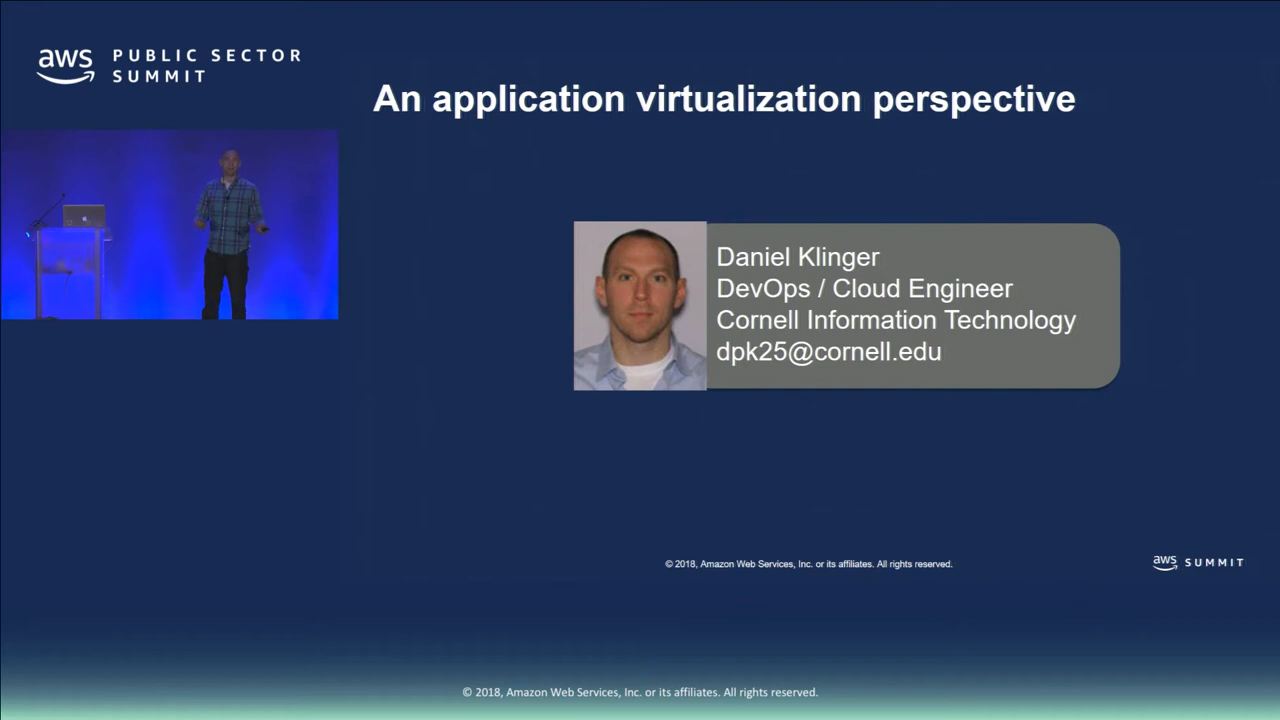 aws PUBLIC SECTOR
SUMMIT
An application virtualization perspective
Daniel Klinger
DevOps / Cloud Engineer
Cornell Information Technology
dpk25@cornell.edu
© 2018, Amazon Web Services, Inc. or its affiliates. All rights reserved.
aws SUMMIT
© 2018, Amazon Web Services, Inc. or its affiliates. All rights reserved.